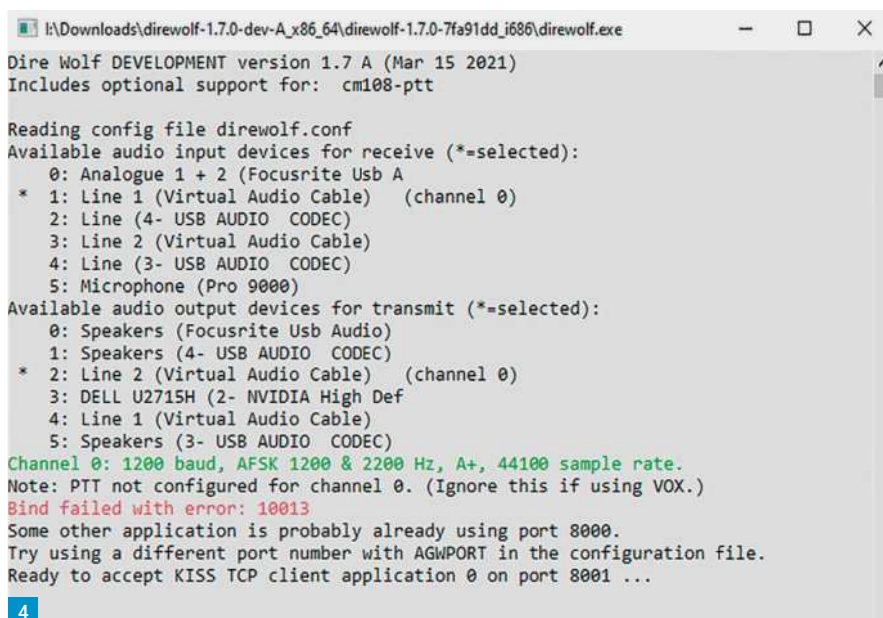 I:\Downloads\direwolf-1.7.0-dev-A_x86_64\direwolf-1.7.0-7fa91dd_i686\direwolf.exe
Dire Wolf DEVELOPMENT version 1.7 A (Mar 15 2021)
Includes optional support for:  cm108-ptt
Reading config file direwolf.conf
Available audio input devices for receive (*=selected):
0: Analogue 1 + 2 (Focusrite Usb A
* 1: Line 1 (Virtual Audio Cable)   (channel 0)
2: Line (4- USB AUDIO  CODEC)
3: Line 2 (Virtual Audio Cable)
4: Line (3- USB AUDIO  CODEC)
5: Microphone (Pro 9000)
Available audio output devices for transmit (*=selected):
0: Speakers (Focusrite Usb Audio)
1: Speakers (4- USB AUDIO  CODEC)
* 2: Line 2 (Virtual Audio Cable)   (channel 0)
3: DELL U2715H (2- NVIDIA High Def
4: Line 1 (Virtual Audio Cable)
5: Speakers (3- USB AUDIO  CODEC)
Channel 0: 1200 baud, AFSK 1200 & 2200 Hz, A+, 44100 sample rate.
Note: PTT not configured for channel 0. (Ignore this if using VOX.)
Bind failed with error: 10013
Some other application is probably already using port 8000.
Try using a different port number with AGWPORT in the configuration file.
Ready to accept KISS TCP client application 0 on port 8001 ...
4